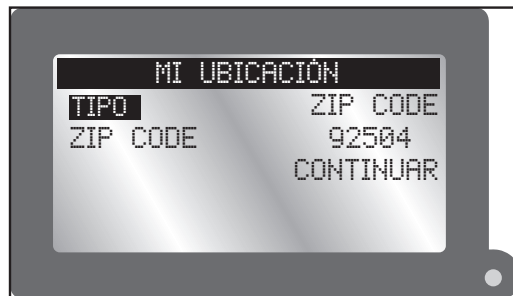 MI UBICACIÓN
TIPO ZIP CODE
ZIP CODE 92504
CONTINUAR